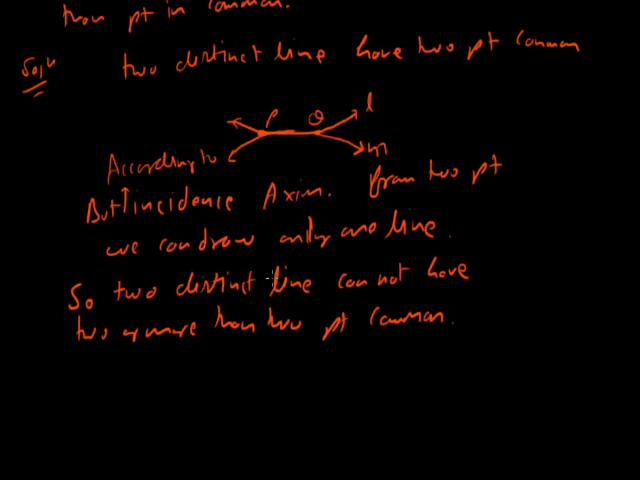 than pt in common.
Solⁿ two distinct line have two pt common
P Q l
m
According to
But ↑ incidence Axim. from two pt
we can draw only one line.
So two distinct line can not have
two or more than two pt common.